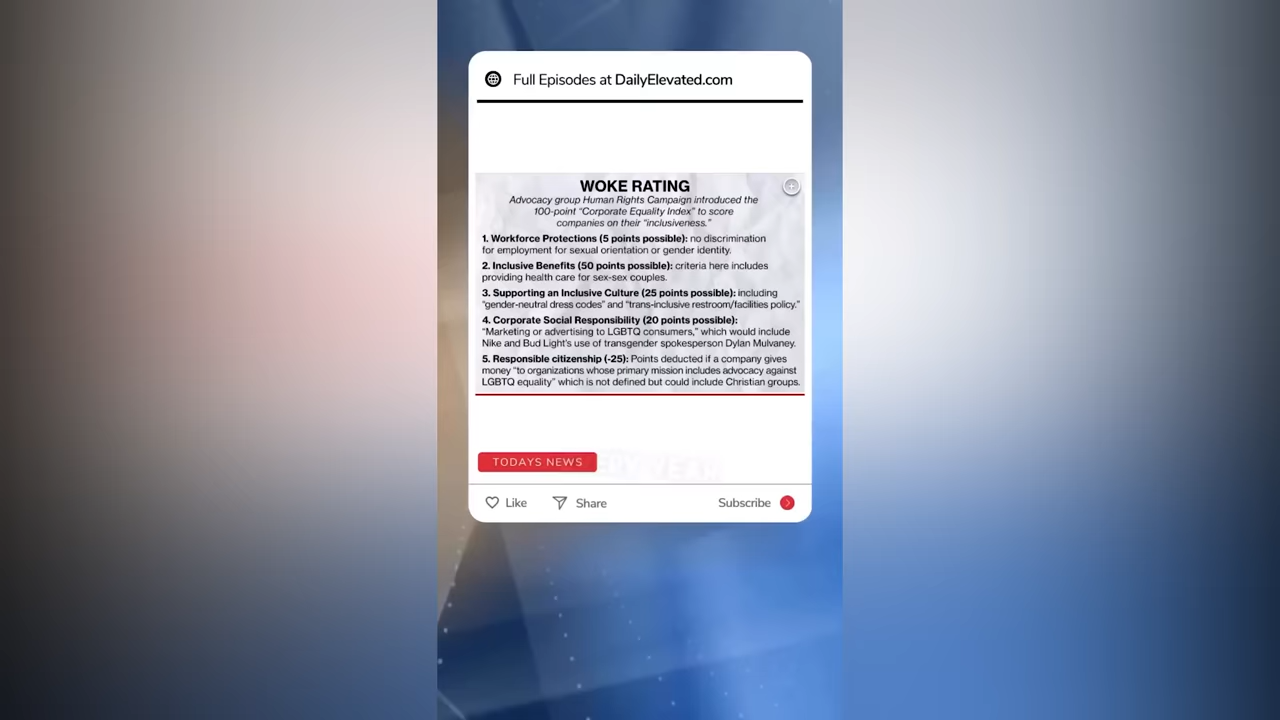 Full Episodes at DailyElevated.com
WOKE RATING
Advocacy group Human Rights Campaign introduced the
100-point “Corporate Equality Index” to score
companies on their “inclusiveness.”
1. Workforce Protections (5 points possible): no discrimination
for employment for sexual orientation or gender identity.
2. Inclusive Benefits (50 points possible): criteria here includes
providing health care for sex-sex couples.
3. Supporting an Inclusive Culture (25 points possible): including
“gender-neutral dress codes” and “trans-inclusive restroom/facilities policy.”
4. Corporate Social Responsibility (20 points possible):
“Marketing or advertising to LGBTQ consumers,” which would include
Nike and Bud Light’s use of transgender spokesperson Dylan Mulvaney.
5. Responsible citizenship (-25): Points deducted if a company gives
money “to organizations whose primary mission includes advocacy against
LGBTQ equality” which is not defined but could include Christian groups.
TODAYS NEWS
Like Share Subscribe